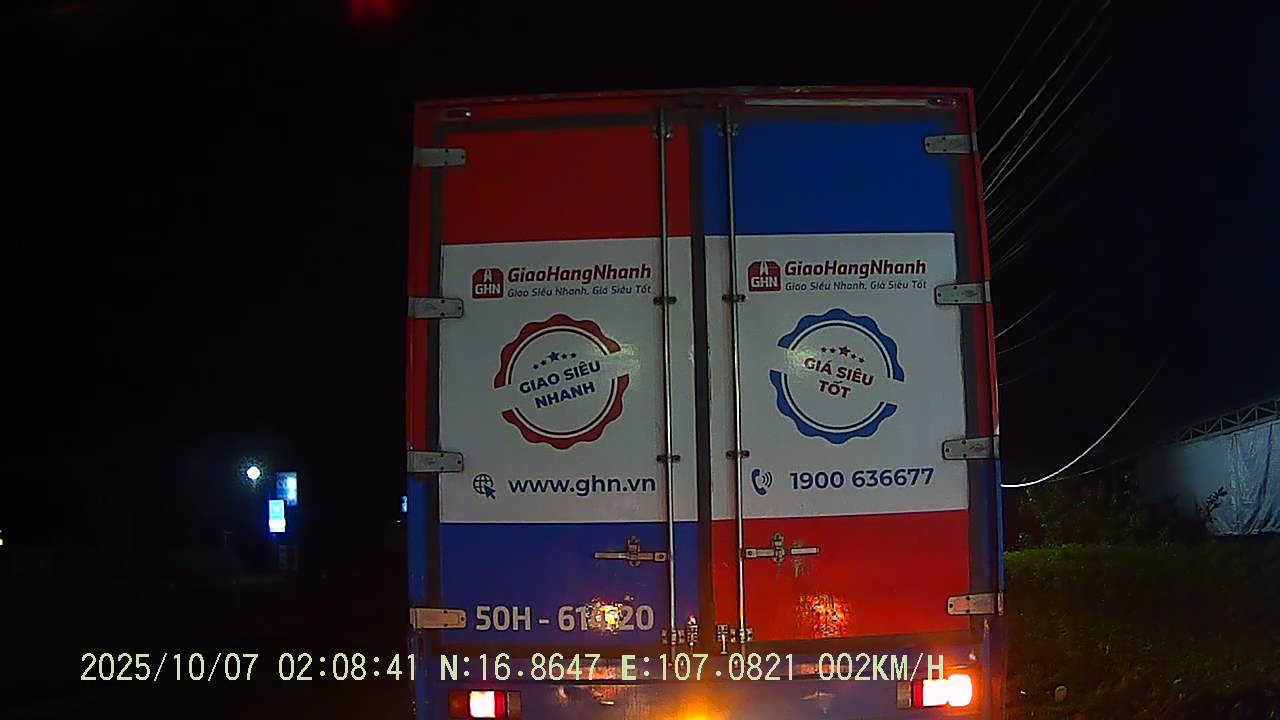 GHN GiaoHangNhanh
Giao Siêu Nhanh, Giá Siêu Tốt
GIAO SIÊU
NHANH
www.ghn.vn
50H - 61
GHN GiaoHangNhanh
Giao Siêu Nhanh, Giá Siêu Tốt
GIÁ SIÊU
TỐT
1900 636677
2025/10/07 02:08:41 N:16.8647 E:107.0821 002KM/H